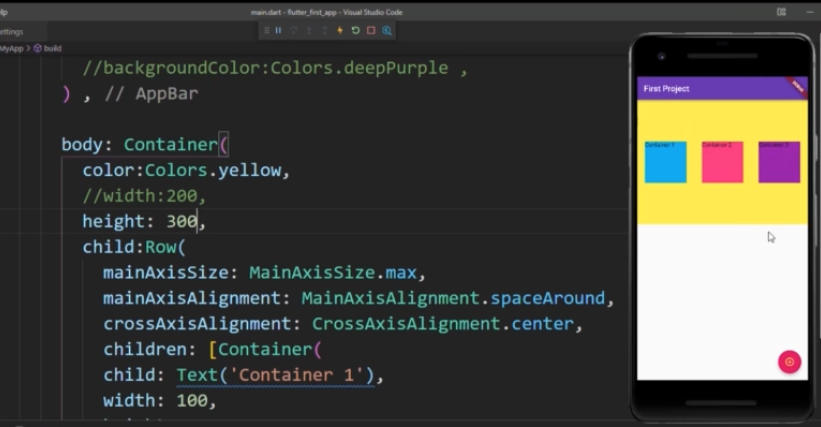 lp
main.dart - flutter_first_app - Visual Studio Code
ettings
MyApp > build
//backgroundColor:Colors.deepPurple ,
) , // AppBar
body: Container(
color:Colors.yellow,
//width:200,
height: 300,
child:Row(
mainAxisSize: MainAxisSize.max,
mainAxisAlignment: MainAxisAlignment.spaceAround,
crossAxisAlignment: CrossAxisAlignment.center,
children: [Container(
child: Text('Container 1'),
width: 100,
First Project
DEBUG
Container 1
Container 2
Container 3